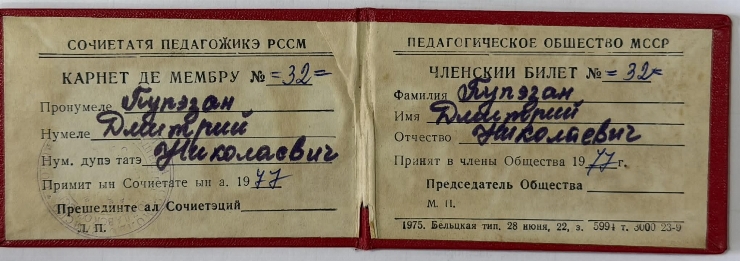 СОЧИЕТАТЯ ПЕДАГОЖИКЭ РССМ
КАРНЕТ ДЕ МЕМБРУ № =32=
Пронумеле Пурэзан
Нумеле Дмитрий
Нум. дупэ татэ Николаевич
Примит ын Сочиетате ын а. 1977
Прешединте ал Сочиетэций
Л. П.
ПЕДАГОГИЧЕСКОЕ ОБЩЕСТВО МССР
ЧЛЕНСКИЙ БИЛЕТ № =32=
Фамилия Пурэзан
Имя Дмитрий
Отчество Николаевич
Принят в члены Общества 1977 г.
Председатель Общества
М. П.
1975. Бельцкая тип. 28 июня, 22, з. 5994 т. 3000 23-9